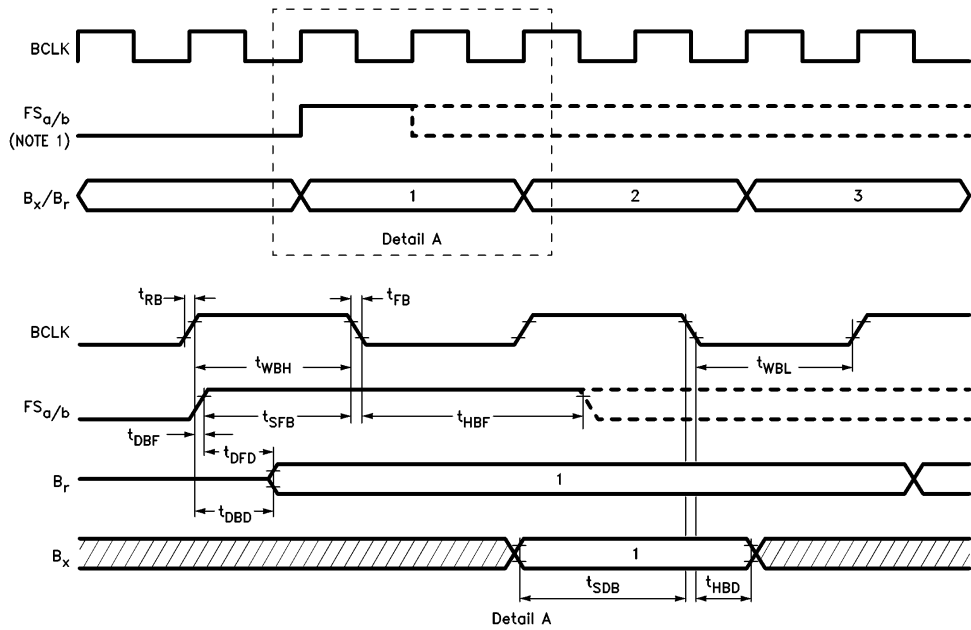 BCLK
FSa/b
(NOTE 1)
Bx/Br
1
2
3
Detail A
tRB
tFB
BCLK
tWBH
tWBL
FSa/b
tSFB
tHBF
tDBF
tDFD
Br
1
tDBD
Bx
1
tSDB
tHBD
Detail A